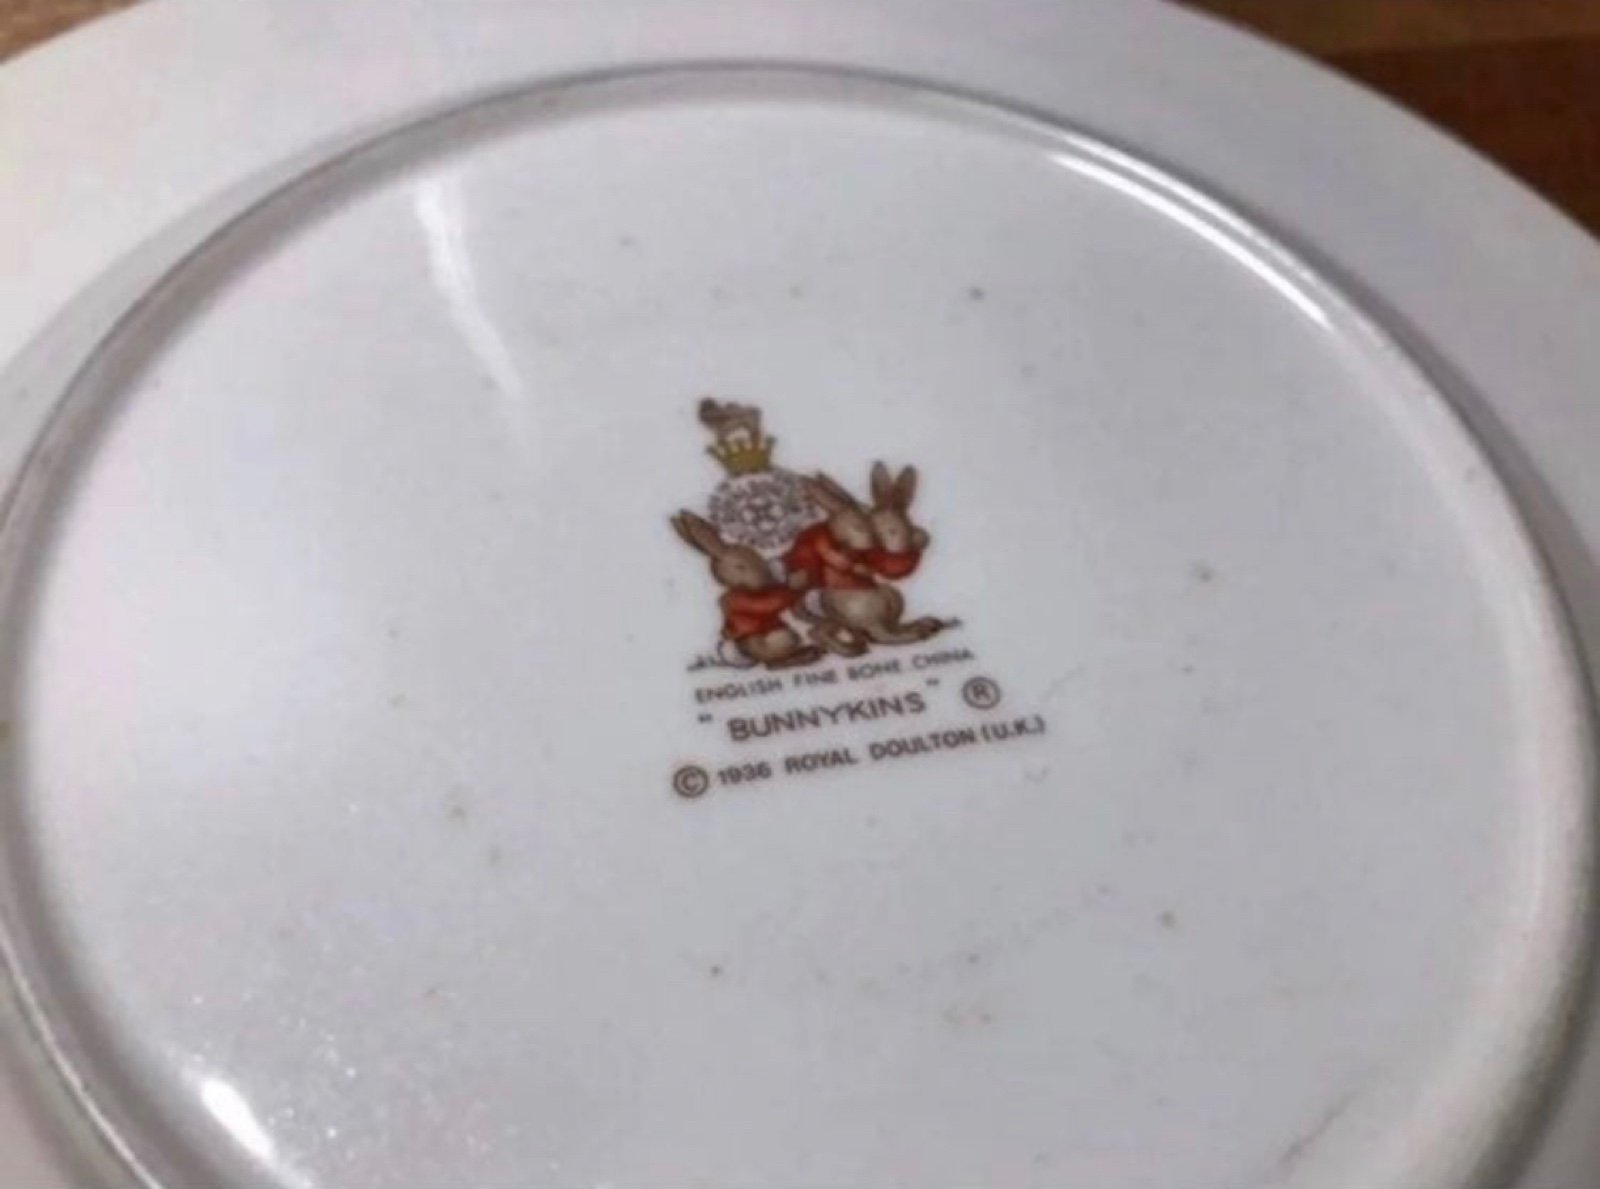 ENGLISH FINE BONE CHINA
" BUNNYKINS " ®
© 1936 ROYAL DOULTON (U.K.)